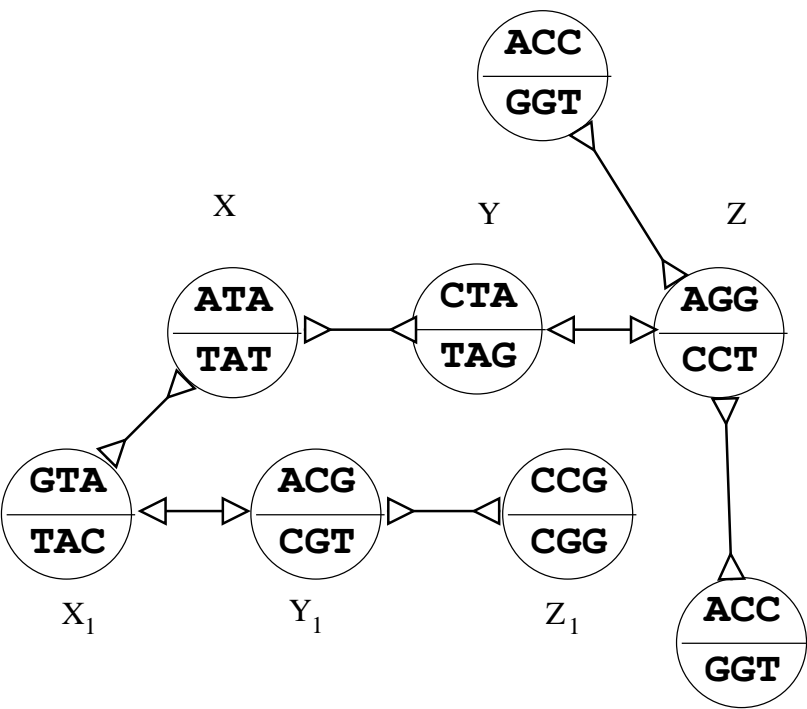 ACC
GGT
X
Y
Z
ATA
TAT
CTA
TAG
AGG
CCT
GTA
TAC
ACG
CGT
CCG
CGG
X1
Y1
Z1
ACC
GGT